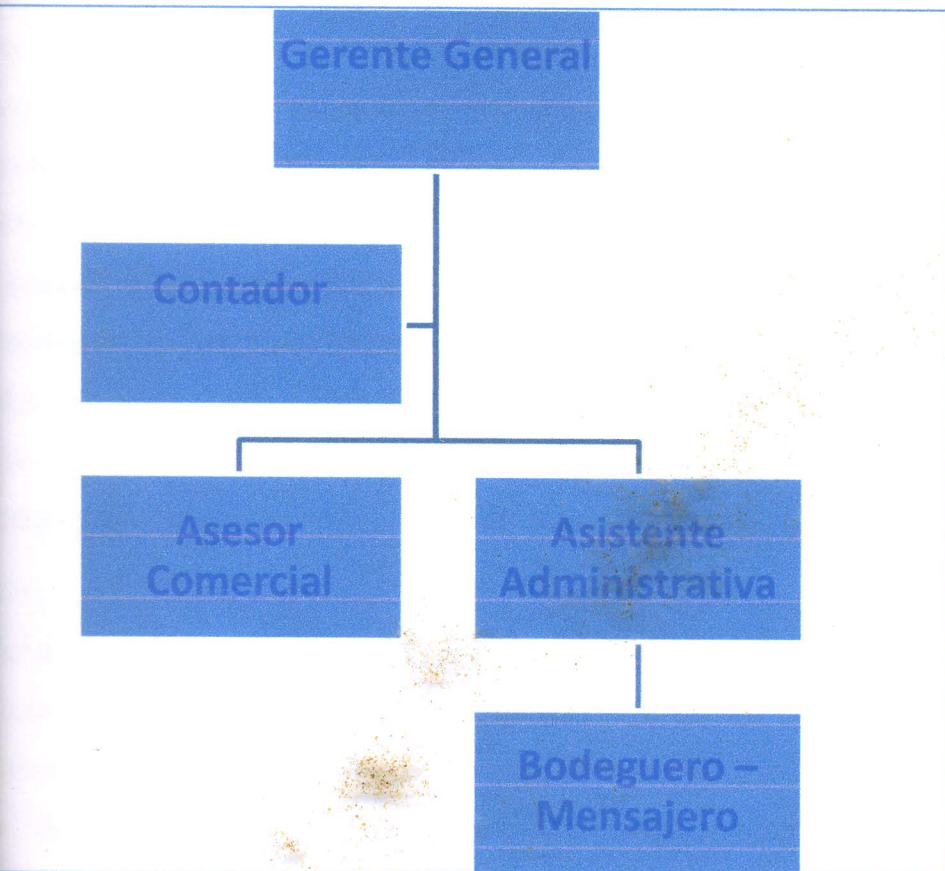 Gerente General
Contador
Asesor
Comercial
Asistente
Administrativa
Bodeguero –
Mensajero